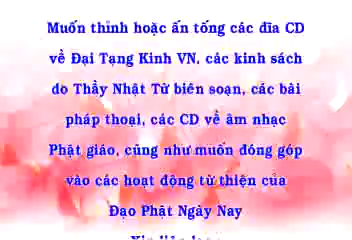 Muốn thỉnh hoặc ấn tống các đĩa CD
về Đại Tạng Kinh VN, các kinh sách
do Thầy Nhật Từ biên soạn, các bài
pháp thoại, các CD về âm nhạc
Phật giáo, cũng như muốn đóng góp
vào các hoạt động từ thiện của
Đạo Phật Ngày Nay